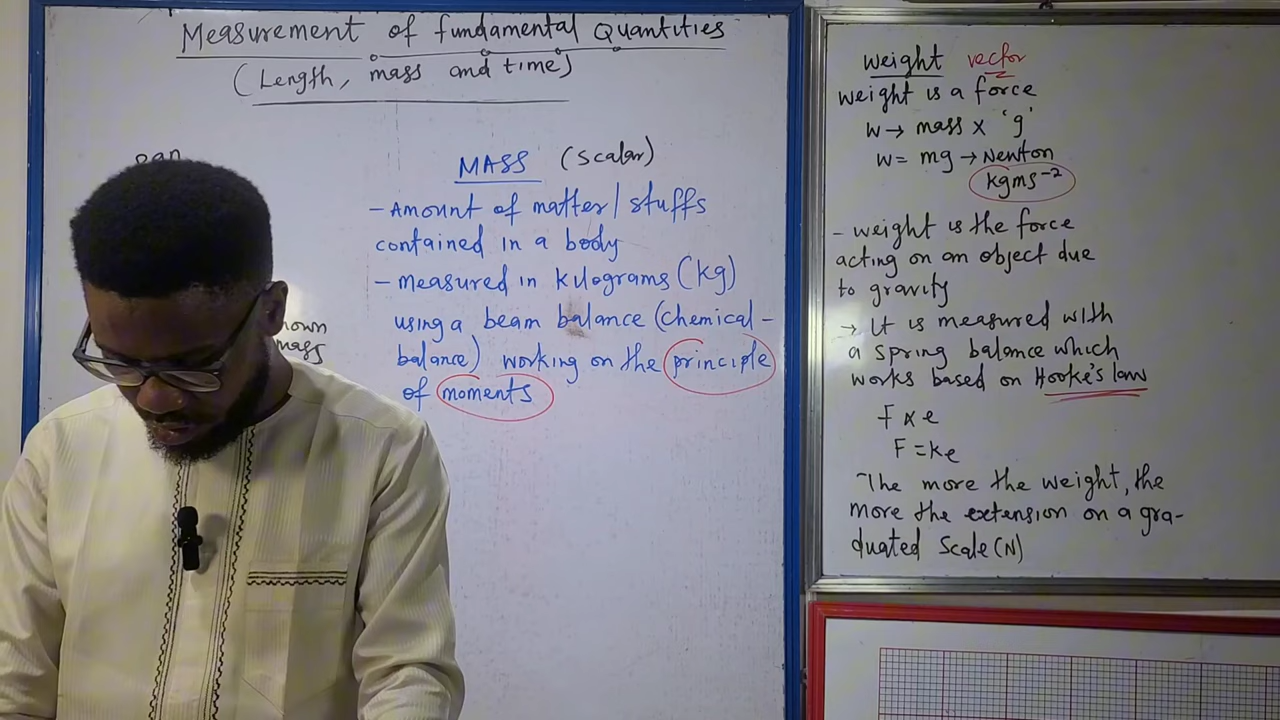 Measurement of fundamental Quantities
(Length, mass and time)
pan
nown
mass
MASS (scalar)
- Amount of matter/stuffs
contained in a body
- Measured in kilograms (kg)
using a beam balance (chemical-
balance) working on the principle
of moments
weight vector
weight is a force
w → mass x 'g'
w = mg → Newton
kgms⁻²
- weight is the force
acting on an object due
to gravity
→ It is measured with
a spring balance which
works based on Hooke's law
F ∝ e
F = ke
The more the weight, the
more the extension on a gra-
duated scale (N)